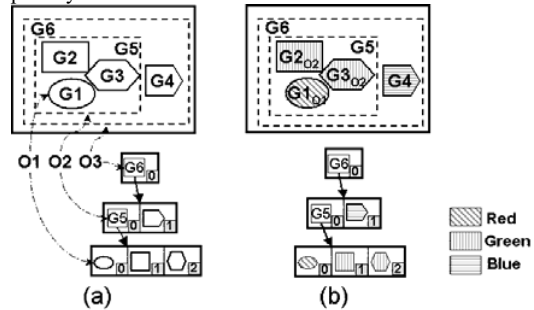 G6 G6
G5 G5
G2 G2O2
G3 G4 G3O2 G4
G1 G1O1
O1 O2 O3
G6 0 G6 0
G5 0 1 G5 0 1
Red
0 1 2 0 1 2 Green
Blue
(a) (b)